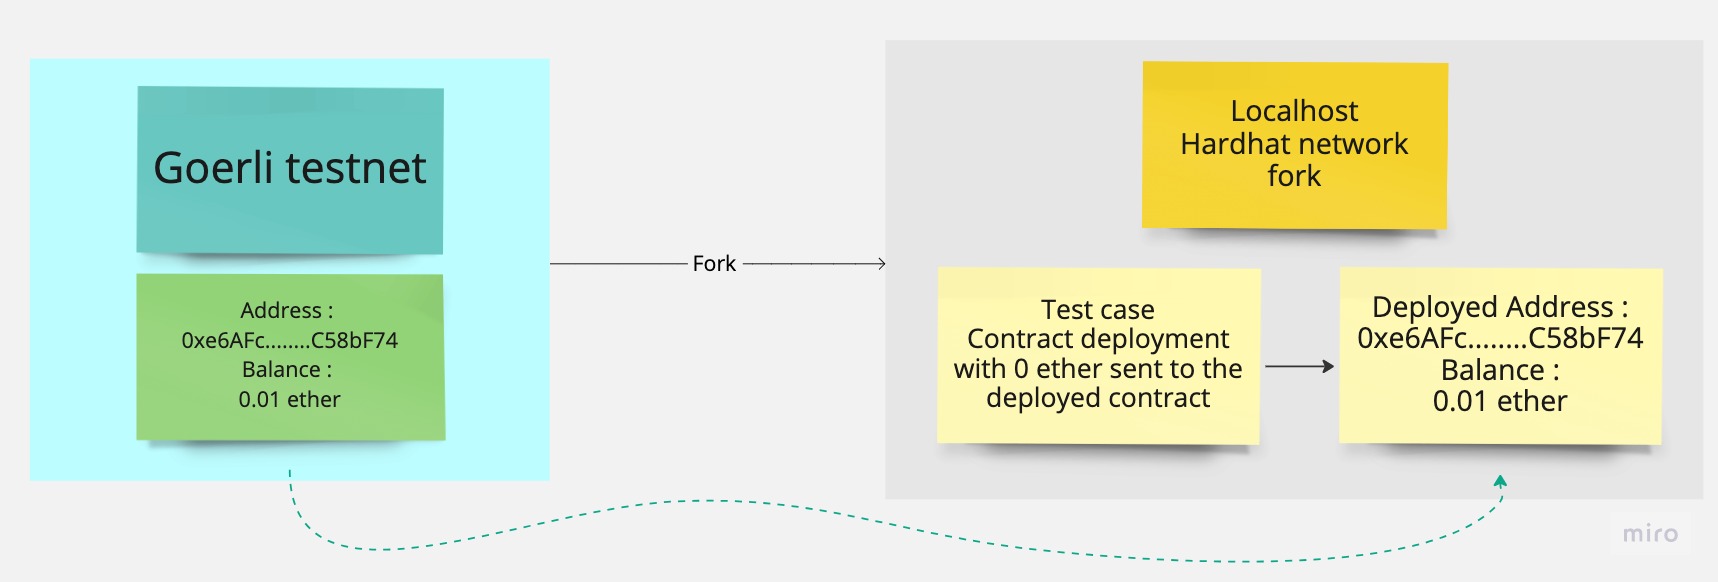 Goerli testnet
Address :
0xe6AFc........C58bF74
Balance :
0.01 ether
Fork
Localhost
Hardhat network
fork
Test case
Contract deployment
with 0 ether sent to the
deployed contract
Deployed Address :
0xe6AFc........C58bF74
Balance :
0.01 ether
miro